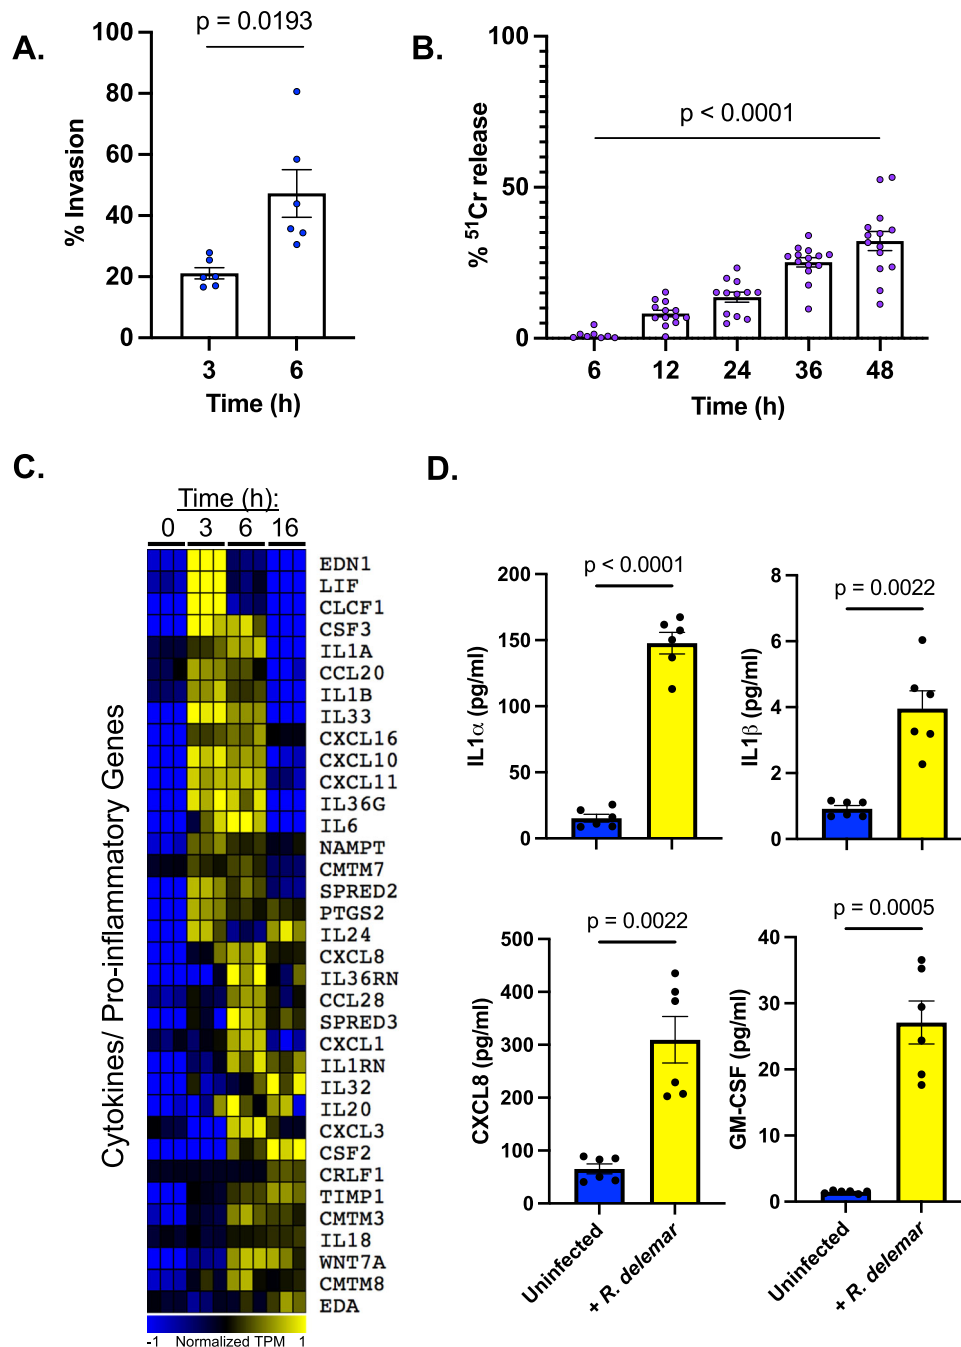 A.
p = 0.0193
% Invasion
100
80
60
40
20
0
3
6
Time (h)
B.
p < 0.0001
% 51Cr release
100
50
0
6
12
24
36
48
Time (h)
C.
Time (h):
0 3 6 16
Cytokines/ Pro-inflammatory Genes
EDN1
LIF
CLCF1
CSF3
IL1A
CCL20
IL1B
IL33
CXCL16
CXCL10
CXCL11
IL36G
IL6
NAMPT
CMTM7
SPRED2
PTGS2
IL24
CXCL8
IL36RN
CCL28
SPRED3
CXCL1
IL1RN
IL32
IL20
CXCL3
CSF2
CRLF1
TIMP1
CMTM3
IL18
WNT7A
CMTM8
EDA
-1 Normalized TPM 1
D.
p < 0.0001
IL1α (pg/ml)
200
150
100
50
0
p = 0.0022
IL1β (pg/ml)
8
6
4
2
0
p = 0.0022
CXCL8 (pg/ml)
500
400
300
200
100
0
Uninfected
+ R. delemar
p = 0.0005
GM-CSF (pg/ml)
40
30
20
10
0
Uninfected
+ R. delemar